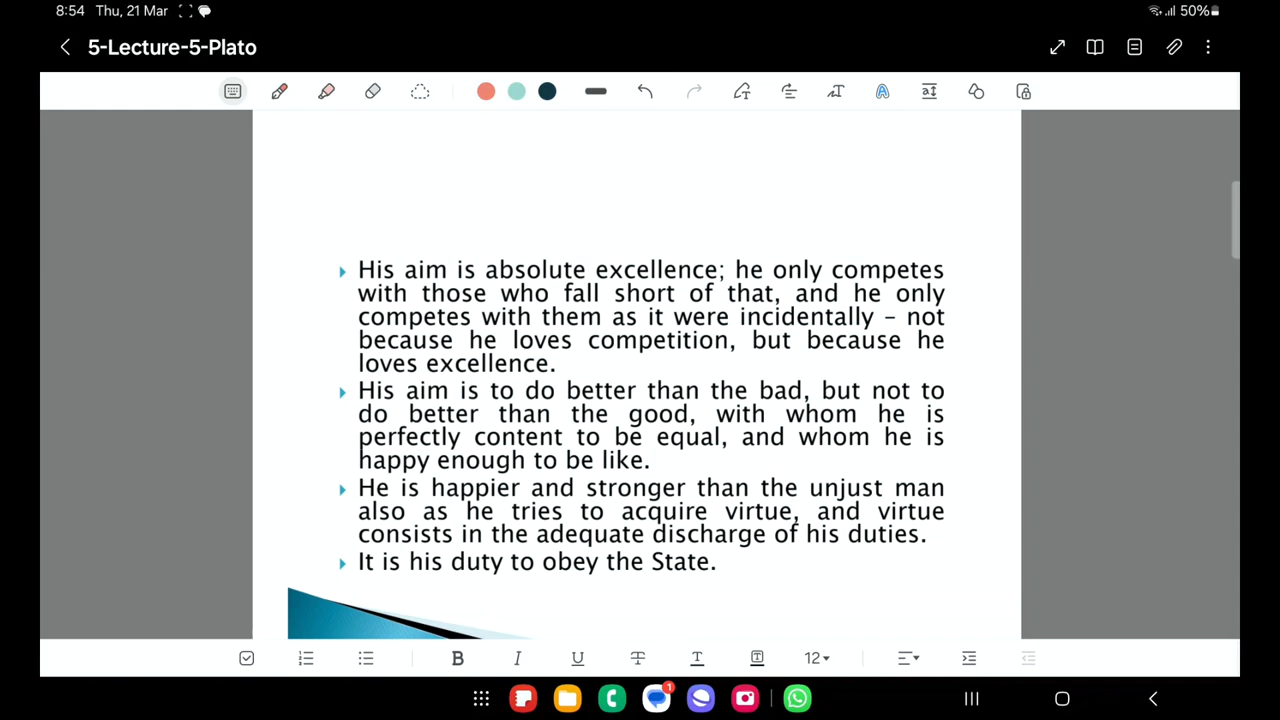 8:54 Thu, 21 Mar 50%
5-Lecture-5-Plato
His aim is absolute excellence; he only competes
with those who fall short of that, and he only
competes with them as it were incidentally – not
because he loves competition, but because he
loves excellence.
His aim is to do better than the bad, but not to
do better than the good, with whom he is
perfectly content to be equal, and whom he is
happy enough to be like.
He is happier and stronger than the unjust man
also as he tries to acquire virtue, and virtue
consists in the adequate discharge of his duties.
It is his duty to obey the State.
B I U T T T 12
1